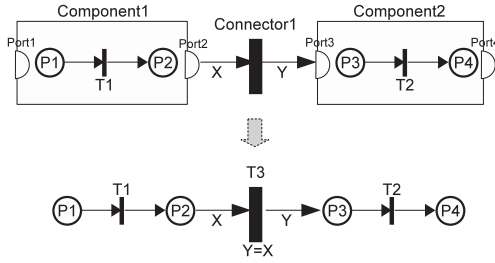 Component1 Component2
Connector1
Port1 Port2 Port3 Port4
P1 P2 P3 P4
T1 X Y T2
T3
T1 T2
P1 P2 P3 P4
X Y
Y=X